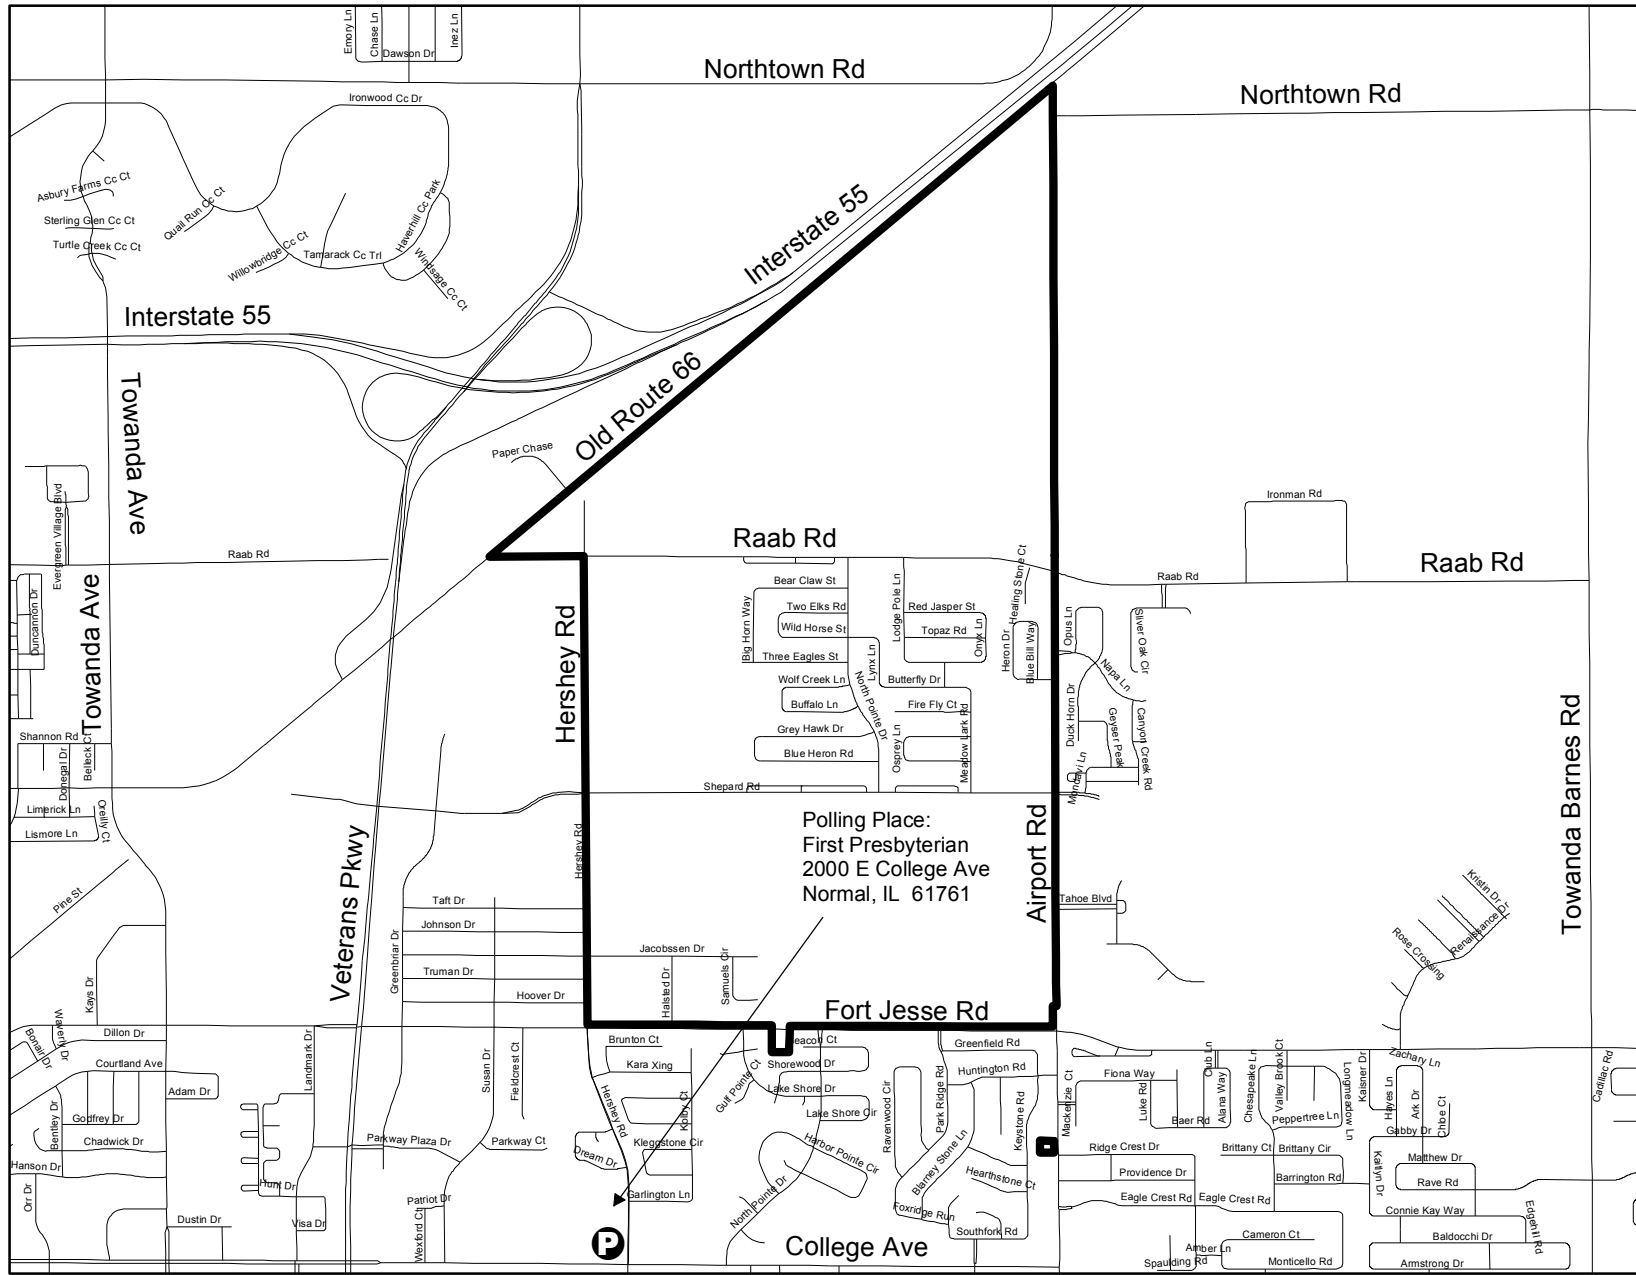 Emory Ln
Chase Ln
Inez Ln
Dawson Dr
Northtown Rd
Northtown Rd
Ironwood Cc Dr
Asbury Farms Cc Ct
Sterling Glen Cc Ct
Turtle Creek Cc Ct
Quail Run Cc Ct
Willowbridge Cc Ct
Tamarack Cc Trl
Haverhill Cc Park
Windsage Cc Ct
Interstate 55
Interstate 55
Old Route 66
Paper Chase
Towanda Ave
Evergreen Village Blvd
Raab Rd
Raab Rd
Raab Rd
Raab Rd
Ironman Rd
Duncannon Dr
Towanda Ave
Hershey Rd
Bear Claw St
Big Horn Way
Two Elks Rd
Wild Horse St
Three Eagles St
Wolf Creek Ln
Buffalo Ln
Grey Hawk Dr
Blue Heron Rd
Shepard Rd
Lynx Ln
North Pointe Dr
Lodge Pole Ln
Red Jasper St
Topaz Rd
Onyx Ln
Butterfly Dr
Fire Fly Ct
Osprey Ln
Meadow Lark Rd
Healing Stone Ct
Heron Dr
Blue Bill Way
Opus Ln
Sliver Oak Cir
Napa Ln
Duck Horn Dr
Geyser Peak
Canyon Creek Rd
Mondavi Ln
Towanda Barnes Rd
Shannon Rd
Donegal Dr
Belleck Ct
Limerick Ln
Lismore Ln
Oreilly Ct
Pine St
Veterans Pkwy
Hershey Rd
Polling Place:
First Presbyterian
2000 E College Ave
Normal, IL 61761
Airport Rd
Tahoe Blvd
Kristin Dr
Renaissance Ct
Rose Crossing
Taft Dr
Johnson Dr
Greenbriar Dr
Truman Dr
Hoover Dr
Jacobssen Dr
Halsted Dr
Samuels Cir
Fort Jesse Rd
Kays Dr
Waverly Dr
Bonair Dr
Dillon Dr
Courtland Ave
Adam Dr
Bentley Dr
Godfrey Dr
Chadwick Dr
Hanson Dr
Orr Dr
Hunt Dr
Visa Dr
Dustin Dr
Landmark Dr
Susan Dr
Fieldcrest Ct
Parkway Plaza Dr
Parkway Ct
Patriot Dr
Wexford Ct
Brunton Ct
Kara Xing
Hershey Rd
Kolby Ct
Kleggstone Cir
Dream Dr
Garlington Ln
P
Beacon Ct
Shorewood Dr
Gulf Pointe Ct
Lake Shore Dr
Lake Shore Cir
Harbor Pointe Cir
North Pointe Dr
College Ave
Ravenwood Cir
Park Ridge Rd
Greenfield Rd
Huntington Rd
Keystone Rd
Blarney Stone Ln
Hearthstone Ct
Foxridge Run
Southfork Rd
Mackenzie Ct
Fiona Way
Luke Rd
Baer Rd
Club Ln
Alana Way
Chesapeake Ln
Valley Brook Ct
Peppertree Ln
Longmeadow Ln
Kaisner Dr
Zachary Ln
Hayes Ln
Ark Dr
Chloe Ct
Gabby Dr
Cadillac Rd
Ridge Crest Dr
Providence Dr
Eagle Crest Rd
Eagle Crest Rd
Brittany Ct
Brittany Cir
Barrington Rd
Kaitlyn Dr
Matthew Dr
Rave Rd
Connie Kay Way
Edgehill Rd
Baldocchi Dr
Armstrong Dr
Cameron Ct
Amber Ln
Spaulding Rd
Monticello Rd